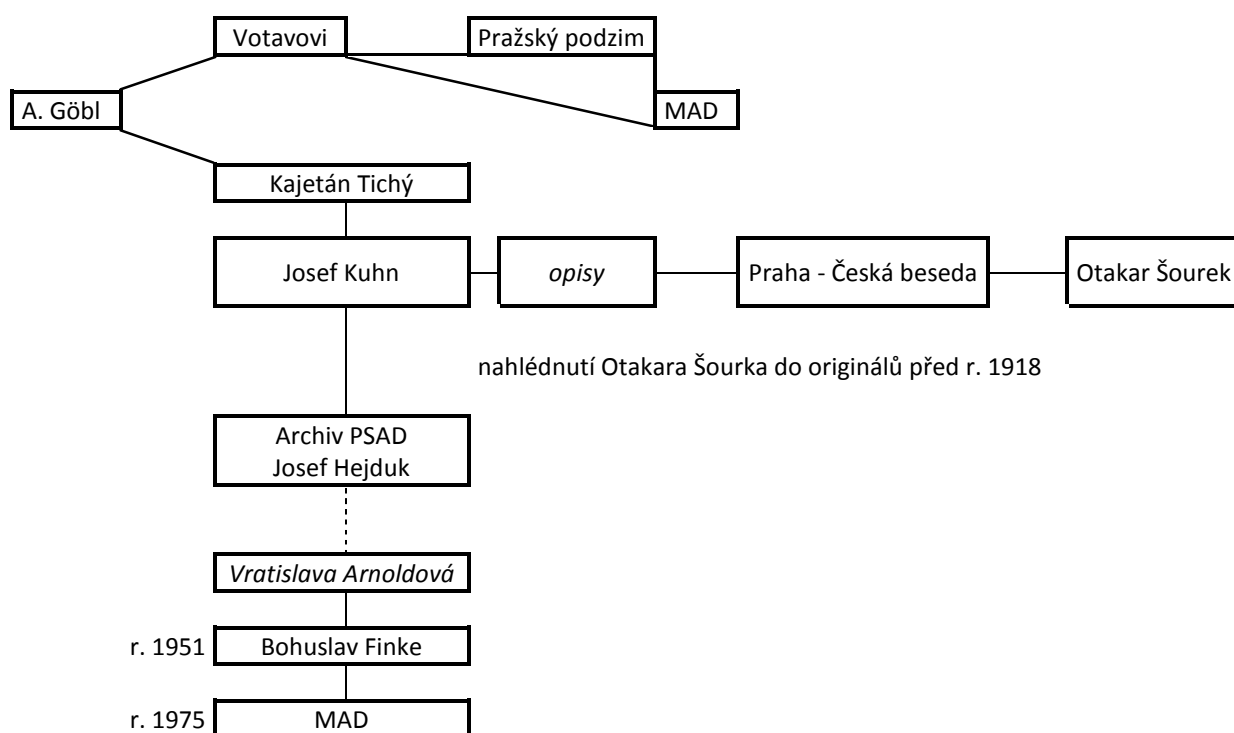 Votavovi
Pražský podzim
A. Göbl
MAD
Kajetán Tichý
Josef Kuhn
opisy
Praha - Česká beseda
Otakar Šourek
nahlédnutí Otakara Šourka do originálů před r. 1918
Archiv PSAD
Josef Hejduk
Vratislava Arnoldová
r. 1951
Bohuslav Finke
r. 1975
MAD